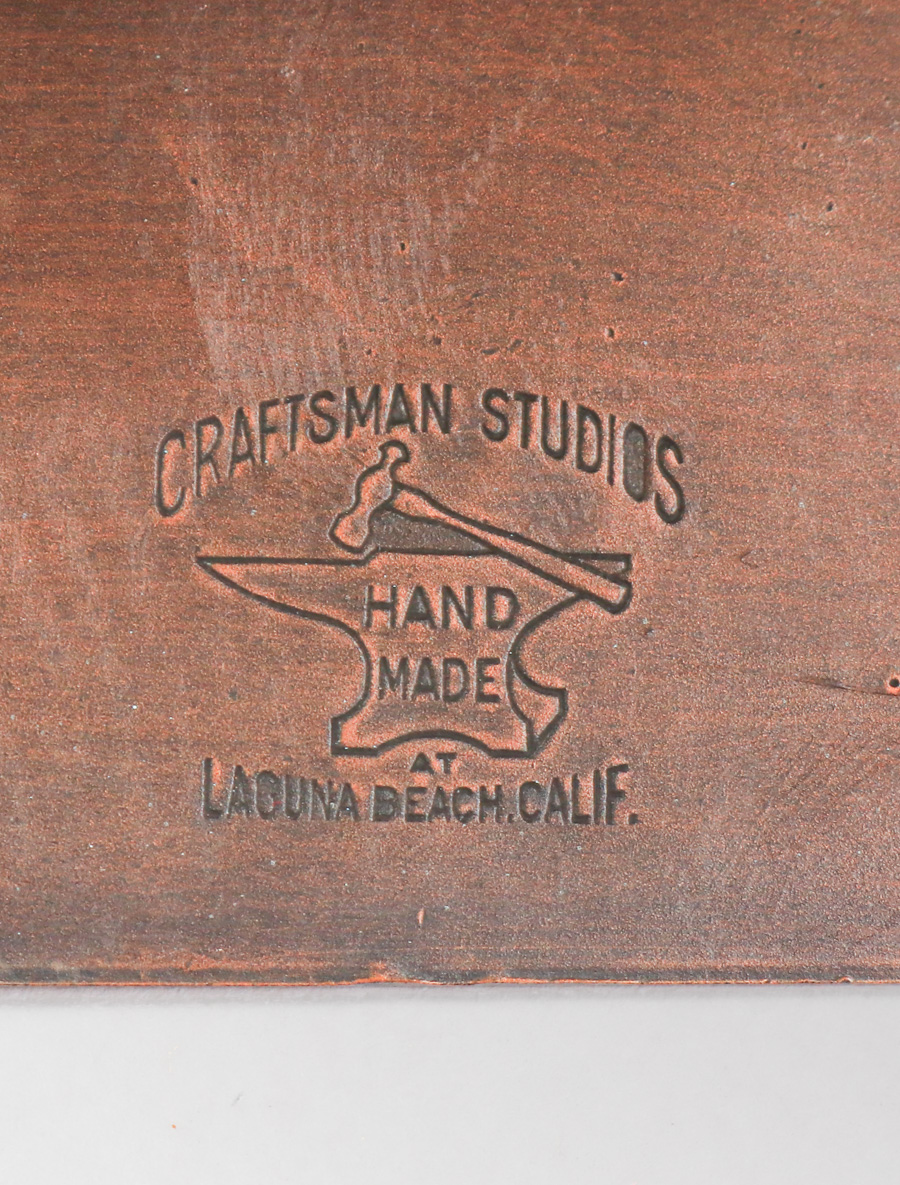 CRAFTSMAN STUDIOS
HAND
MADE
AT
LAGUNA BEACH. CALIF.